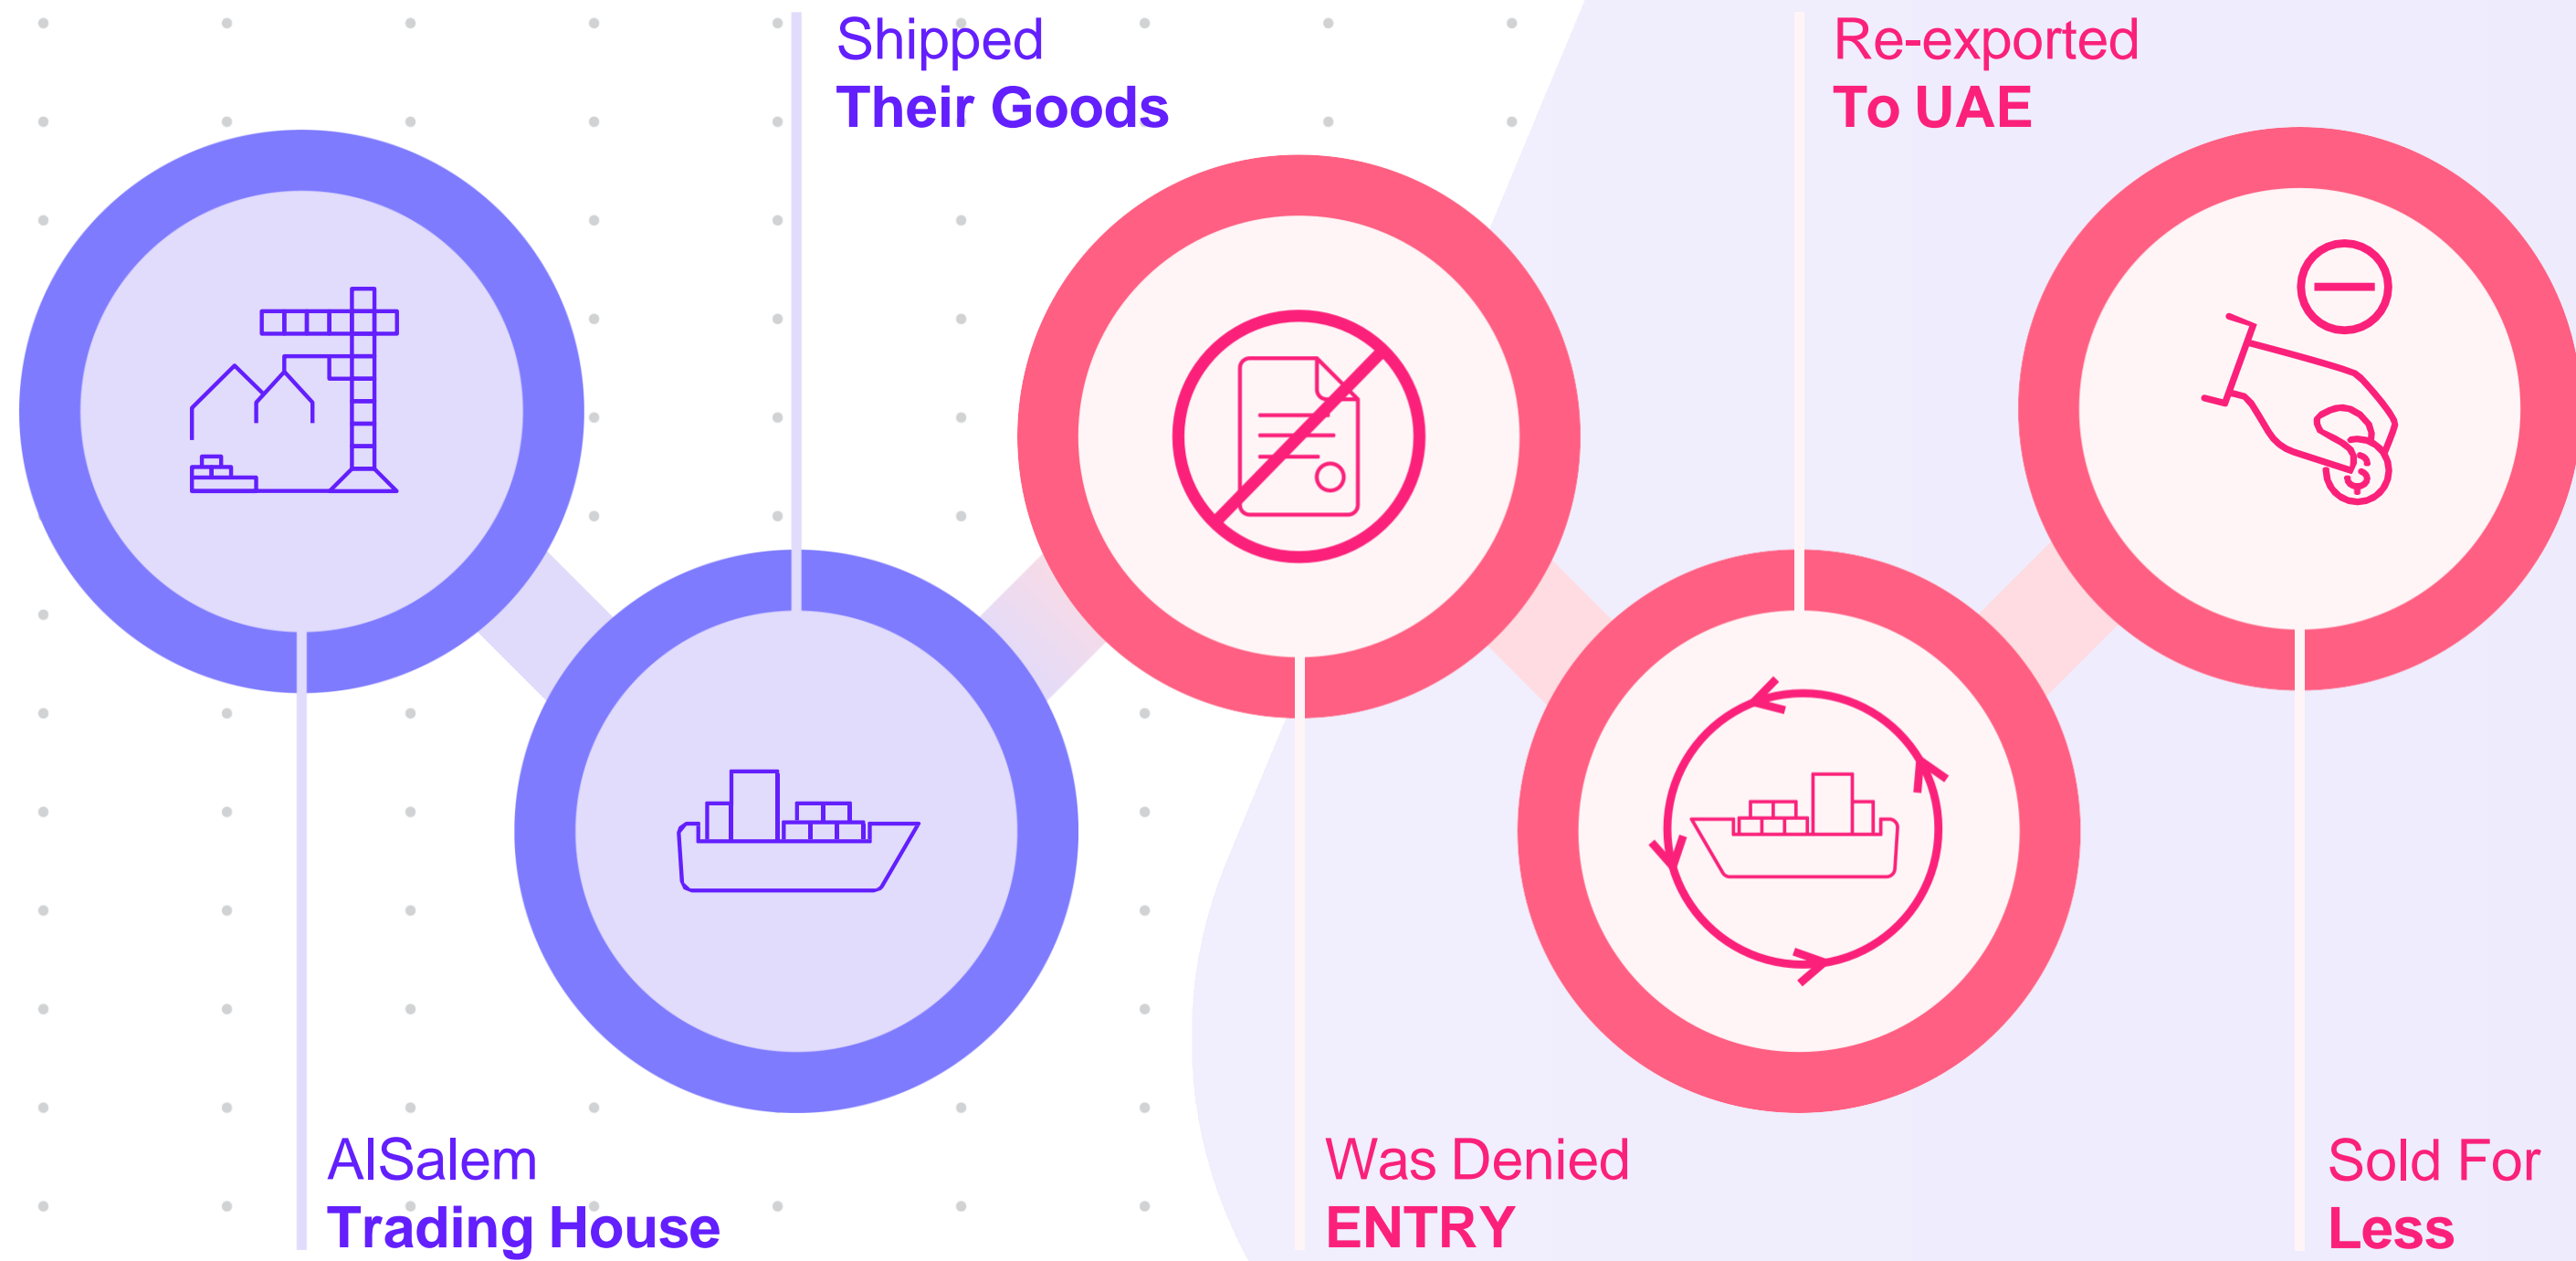 AlSalem
Trading House
Shipped
Their Goods
Was Denied
ENTRY
Re-exported
To UAE
Sold For
Less